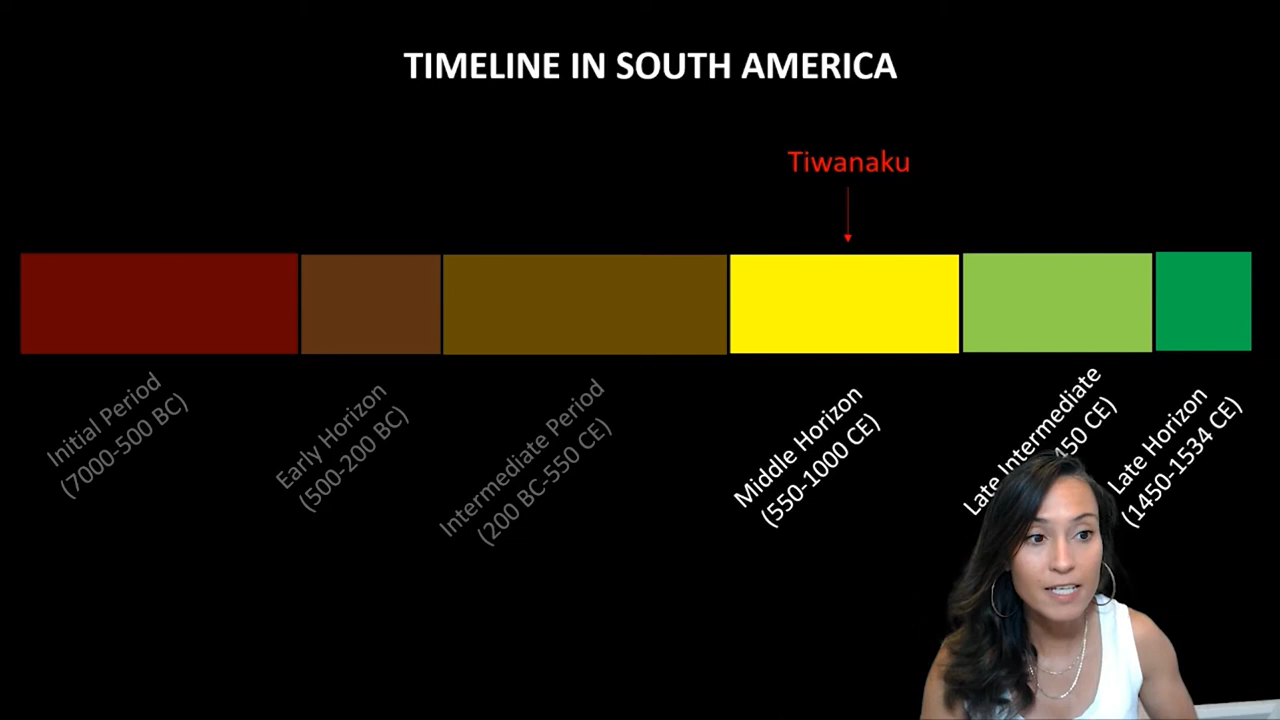 TIMELINE IN SOUTH AMERICA
Tiwanaku
Initial Period
(7000-500 BC)
Early Horizon
(500-200 BC)
Intermediate Period
(200 BC-550 CE)
Middle Horizon
(550-1000 CE)
Late Intermediate
450 CE)
Late Horizon
(1450-1534 CE)